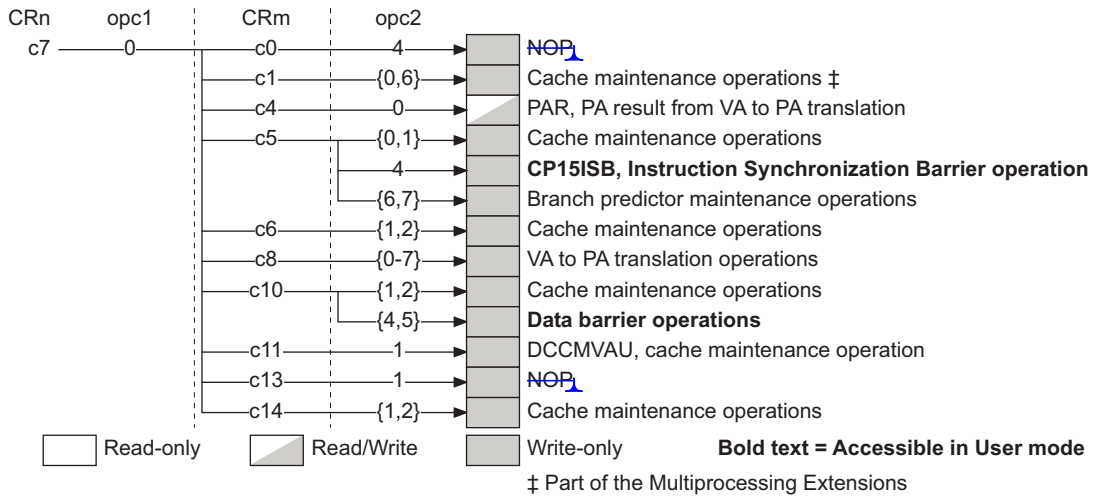 CRn opc1 CRm opc2
c7 0 c0 4 NOP
c1 {0,6} Cache maintenance operations ‡
c4 0 PAR, PA result from VA to PA translation
c5 {0,1} Cache maintenance operations
4 CP15ISB, Instruction Synchronization Barrier operation
{6,7} Branch predictor maintenance operations
c6 {1,2} Cache maintenance operations
c8 {0-7} VA to PA translation operations
c10 {1,2} Cache maintenance operations
{4,5} Data barrier operations
c11 1 DCCMVAU, cache maintenance operation
c13 1 NOP
c14 {1,2} Cache maintenance operations
Read-only Read/Write Write-only Bold text = Accessible in User mode
‡ Part of the Multiprocessing Extensions